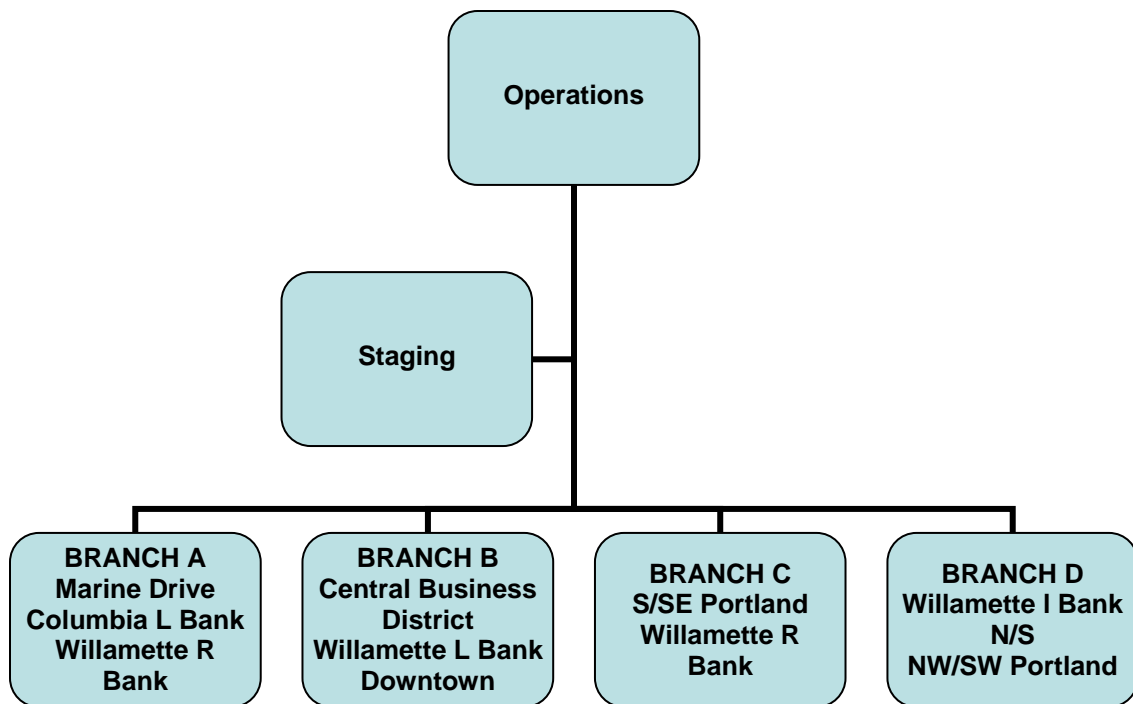 Operations
Staging
BRANCH A
Marine Drive
Columbia L Bank
Willamette R
Bank
BRANCH B
Central Business
District
Willamette L Bank
Downtown
BRANCH C
S/SE Portland
Willamette R
Bank
BRANCH D
Willamette l Bank
N/S
NW/SW Portland